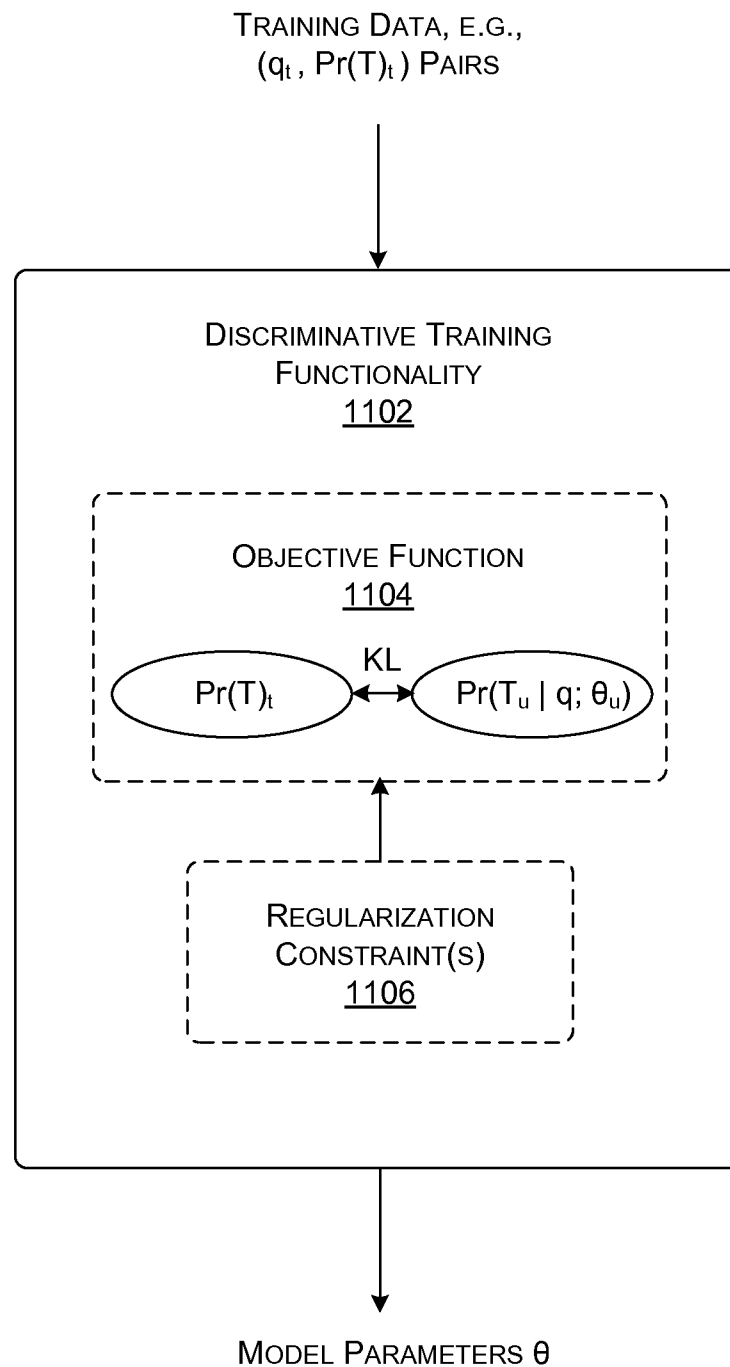 TRAINING DATA, E.G.,
(qₜ , Pr(T)ₜ ) PAIRS
DISCRIMINATIVE TRAINING
FUNCTIONALITY
1102
OBJECTIVE FUNCTION
1104
KL
Pr(T)ₜ
Pr(Tᵤ | q; θᵤ)
REGULARIZATION
CONSTRAINT(S)
1106
MODEL PARAMETERS θ